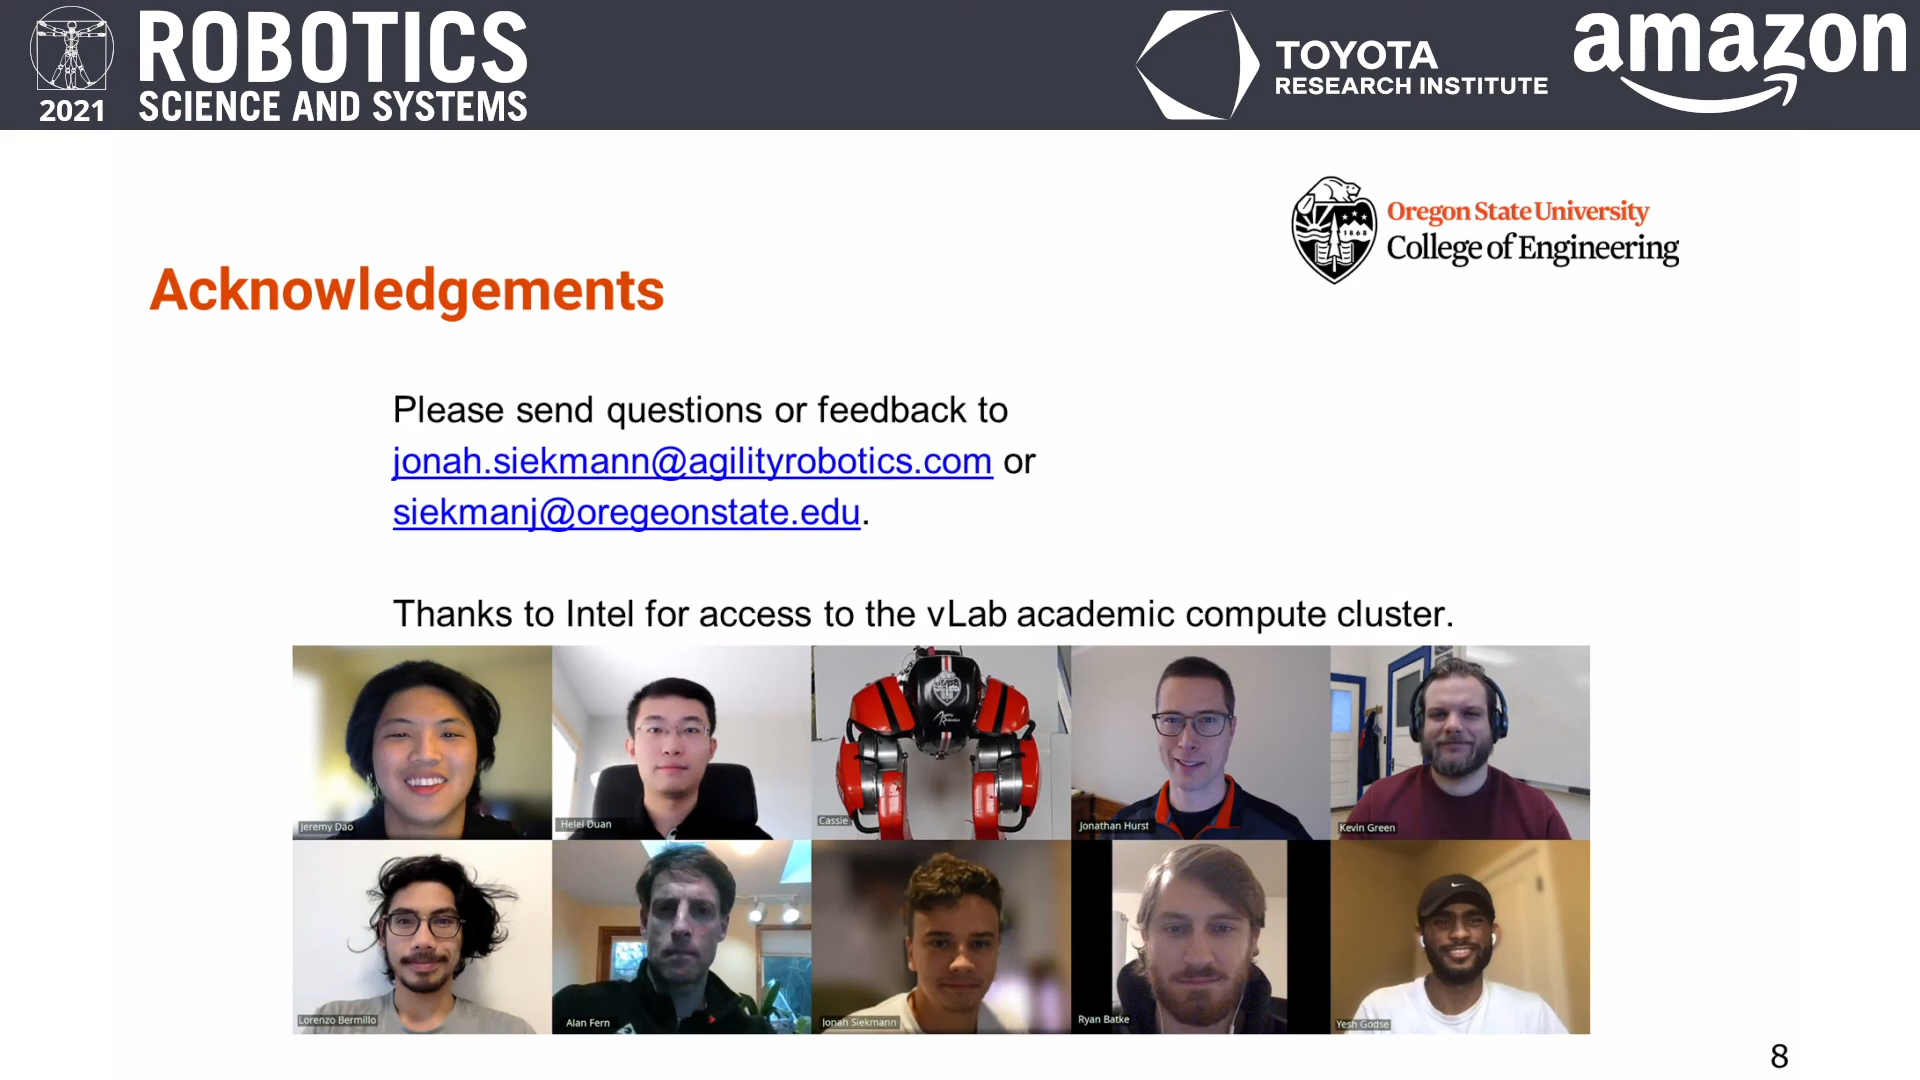 2021
ROBOTICS
SCIENCE AND SYSTEMS
TOYOTA
RESEARCH INSTITUTE
amazon
1868
Oregon State University
College of Engineering
Acknowledgements
Please send questions or feedback to
jonah.siekmann@agilityrobotics.com or
siekmanj@oregeonstate.edu.
Thanks to Intel for access to the vLab academic compute cluster.
Agility
Robotics
Jeremy Dao
Helei Duan
Cassie
Jonathan Hurst
Kevin Green
Lorenzo Bermillo
Alan Fern
Jonah Siekmann
Ryan Batke
Yesh Godse
8